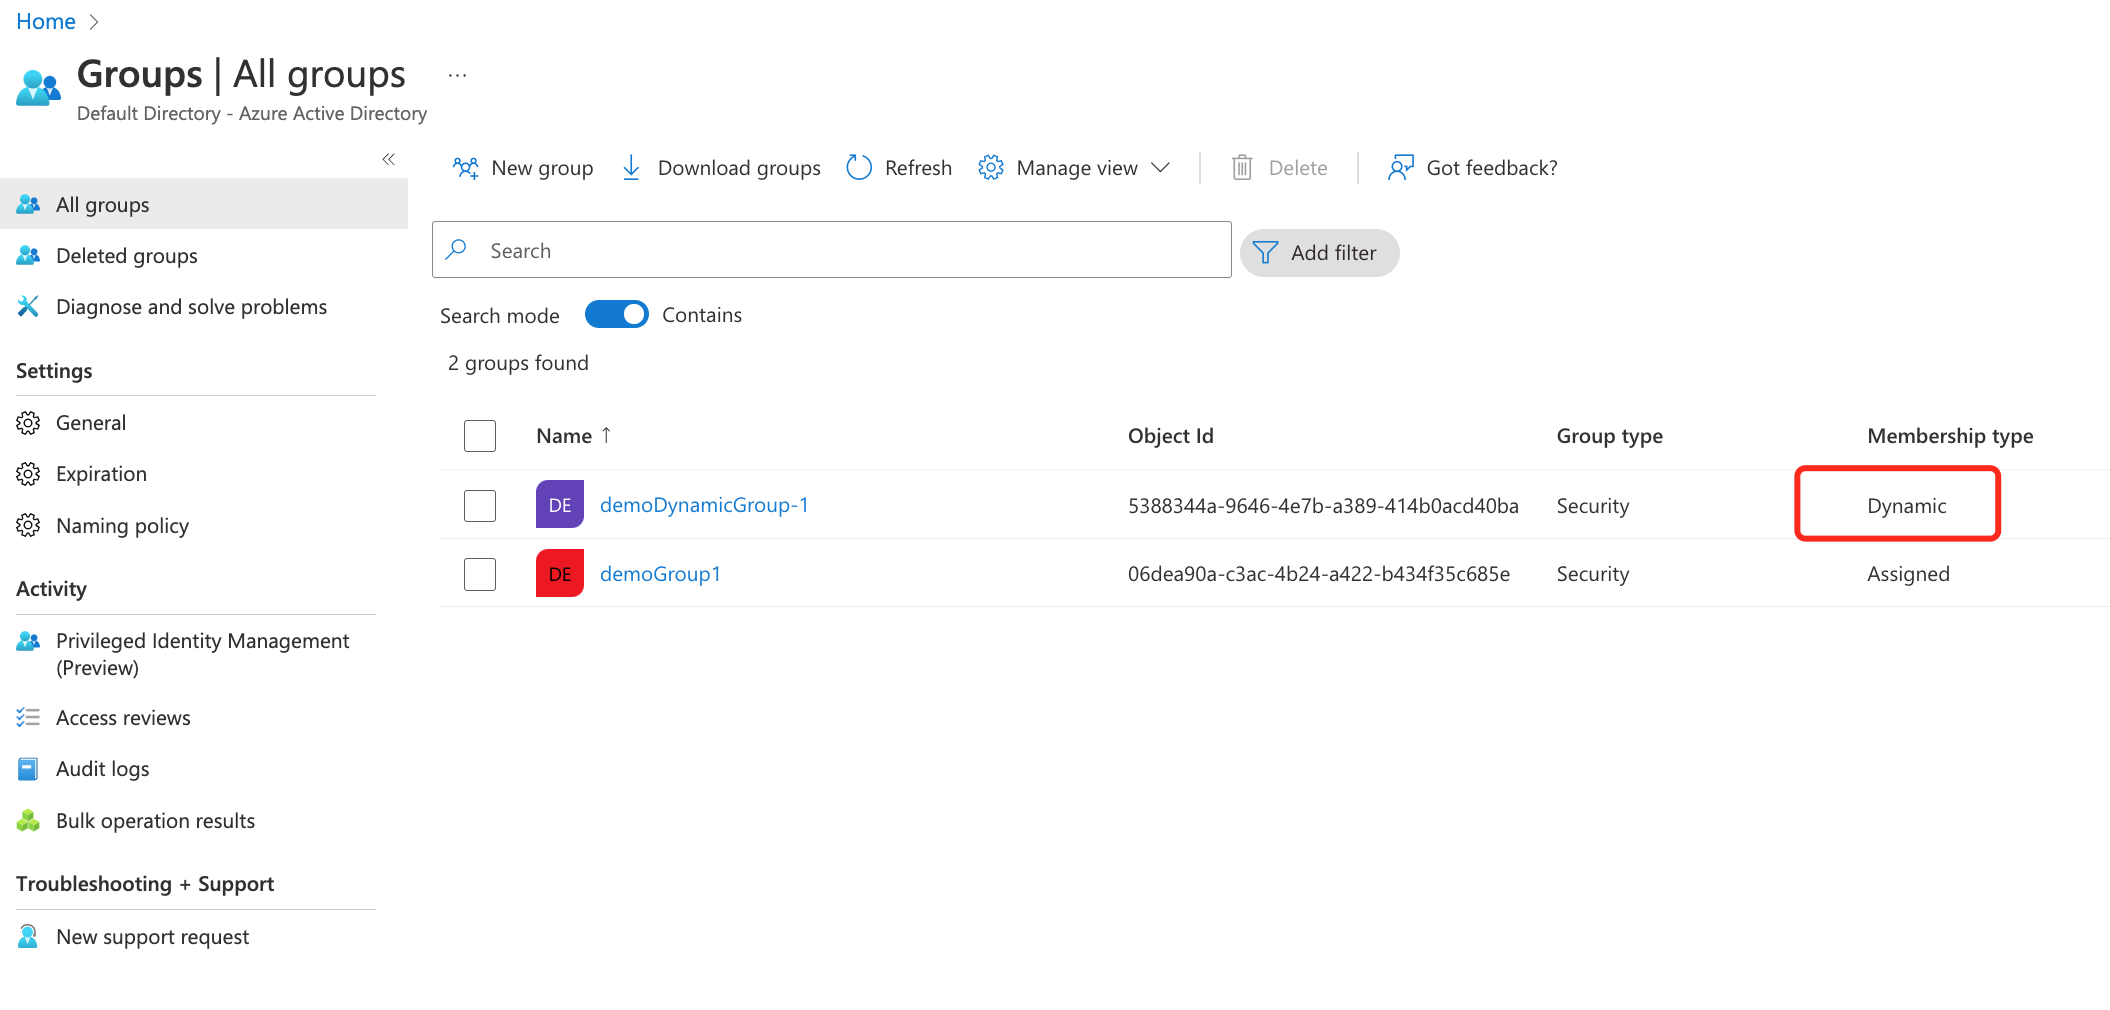 Home
Groups | All groups ...
Default Directory - Azure Active Directory
All groups
Deleted groups
Diagnose and solve problems
Settings
General
Expiration
Naming policy
Activity
Privileged Identity Management
(Preview)
Access reviews
Audit logs
Bulk operation results
Troubleshooting + Support
New support request
New group Download groups Refresh Manage view Delete Got feedback?
Search Add filter
Search mode Contains
2 groups found
Name ↑ Object Id Group type Membership type
DE demoDynamicGroup-1 5388344a-9646-4e7b-a389-414b0acd40ba Security Dynamic
DE demoGroup1 06dea90a-c3ac-4b24-a422-b434f35c685e Security Assigned